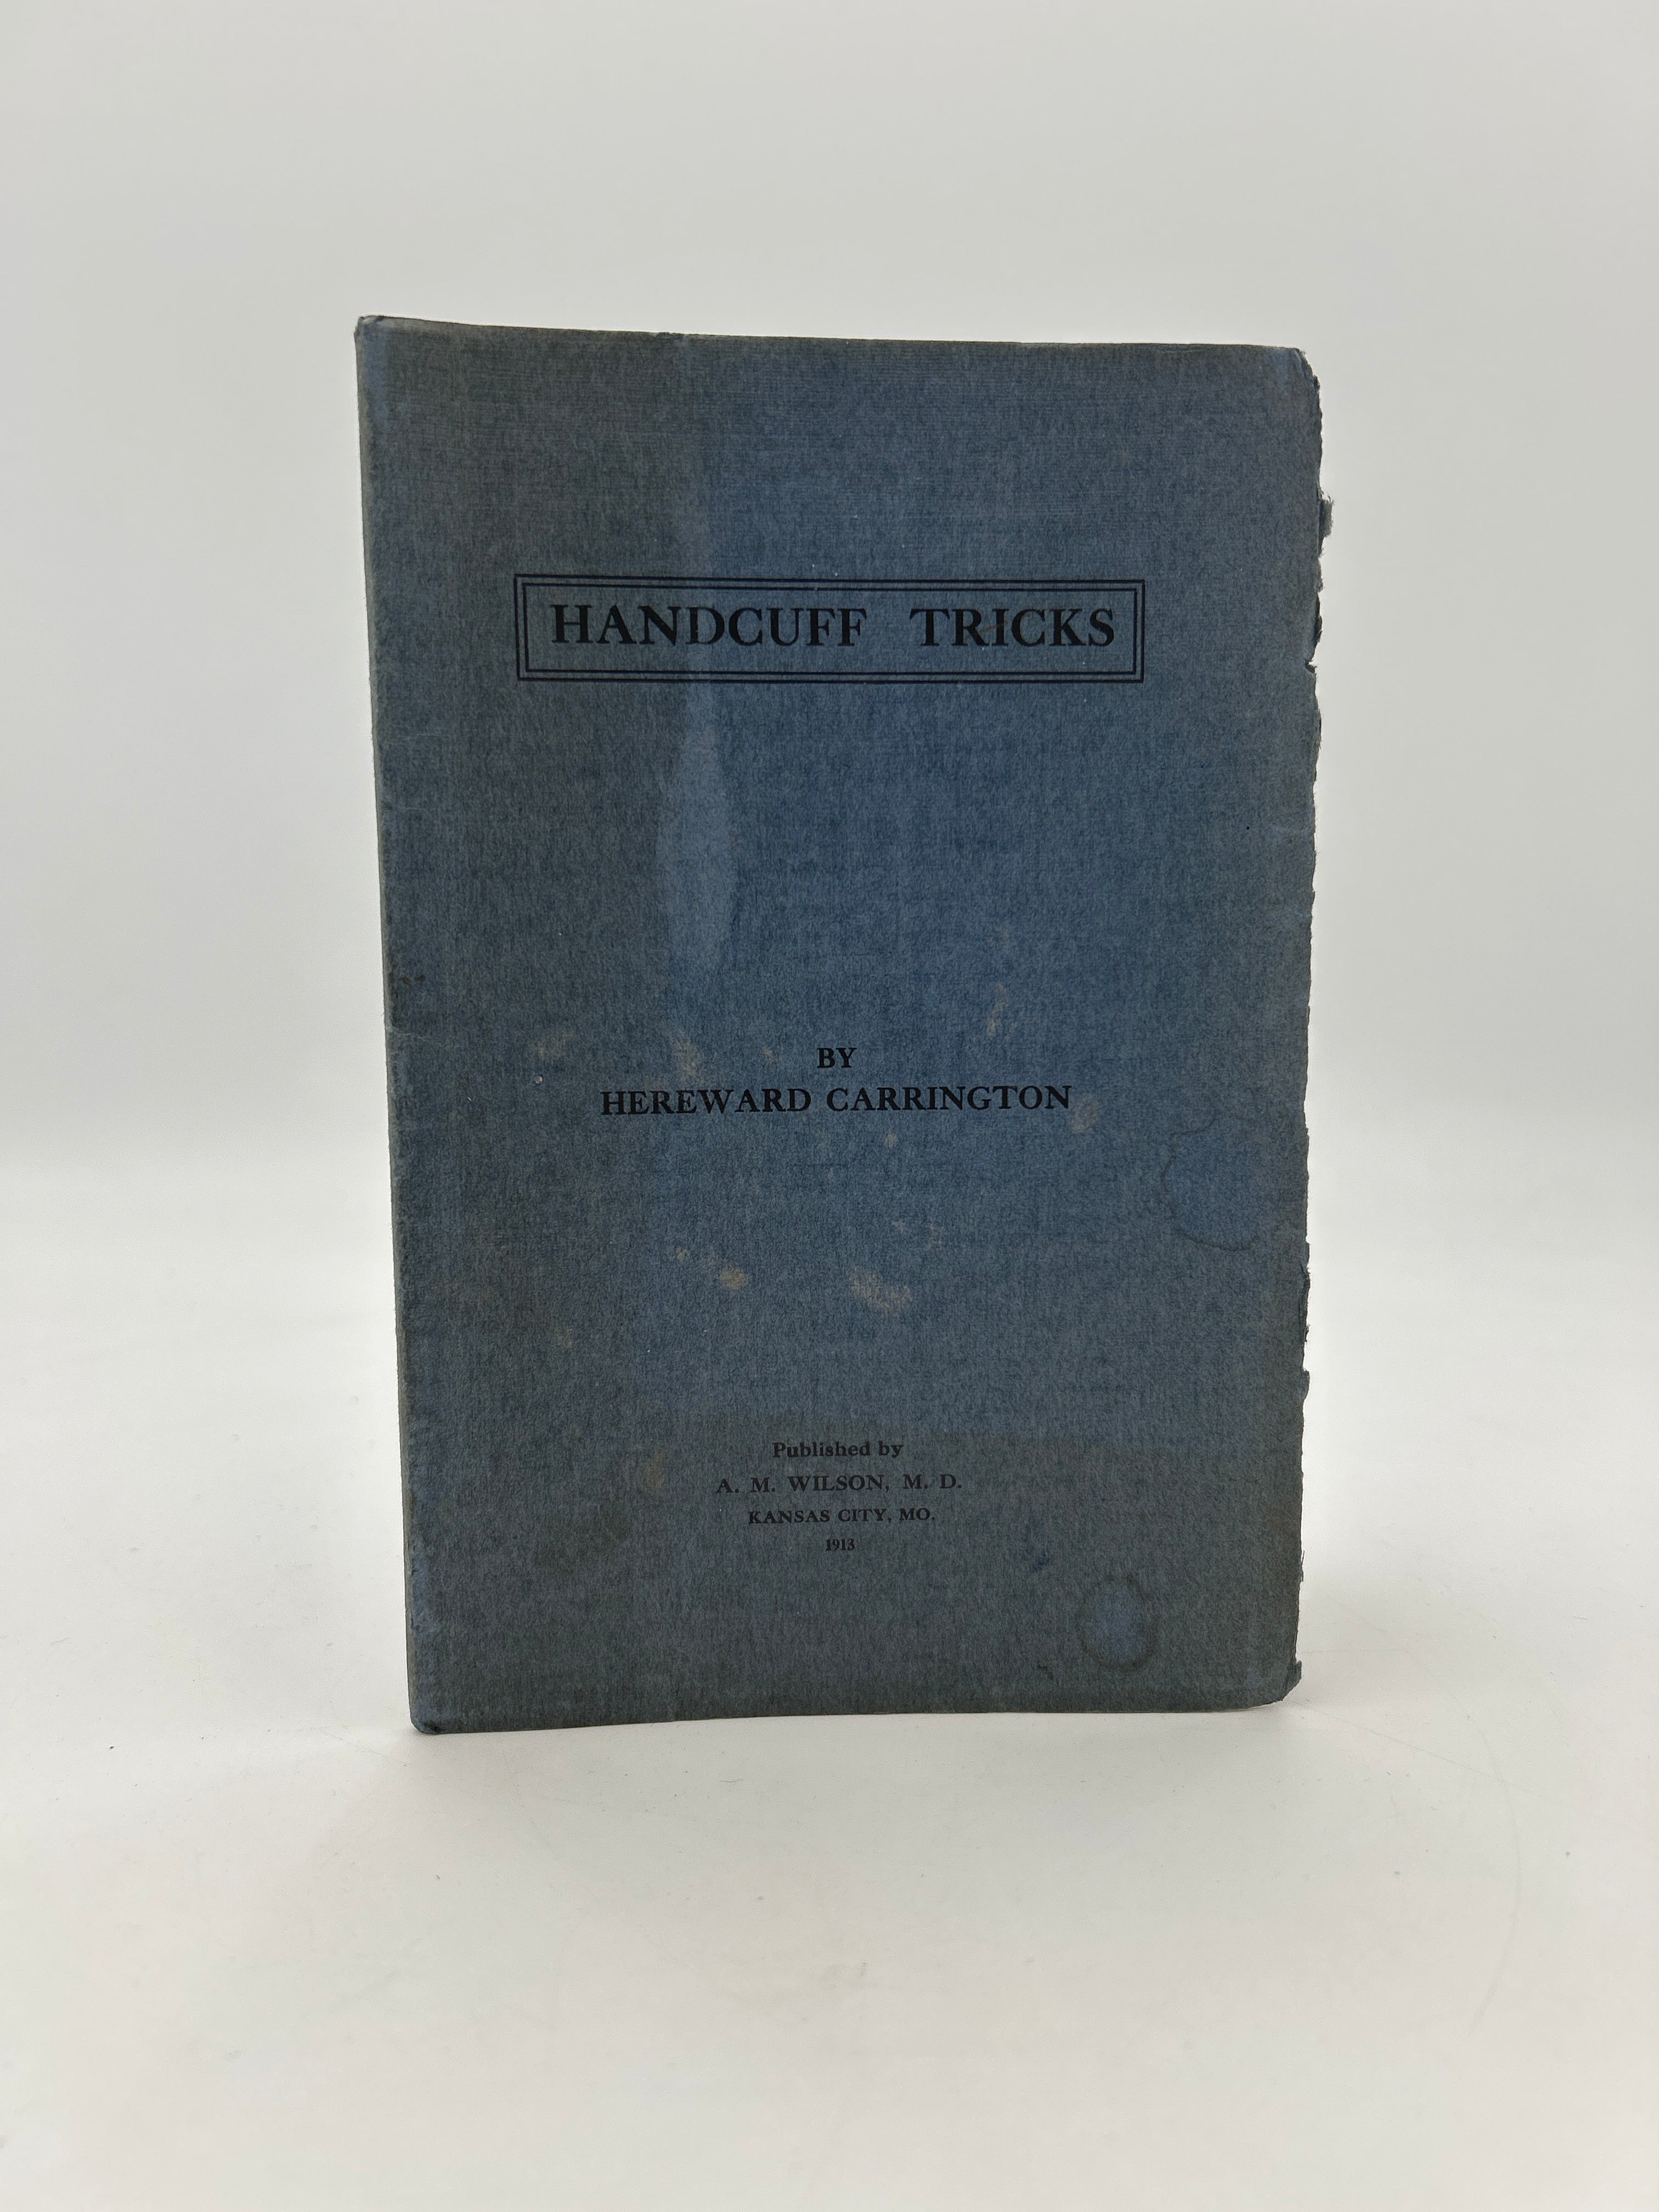 HANDCUFF TRICKS
BY
HEREWARD CARRINGTON
Published by
A. M. WILSON, M. D.
KANSAS CITY, MO.
1913